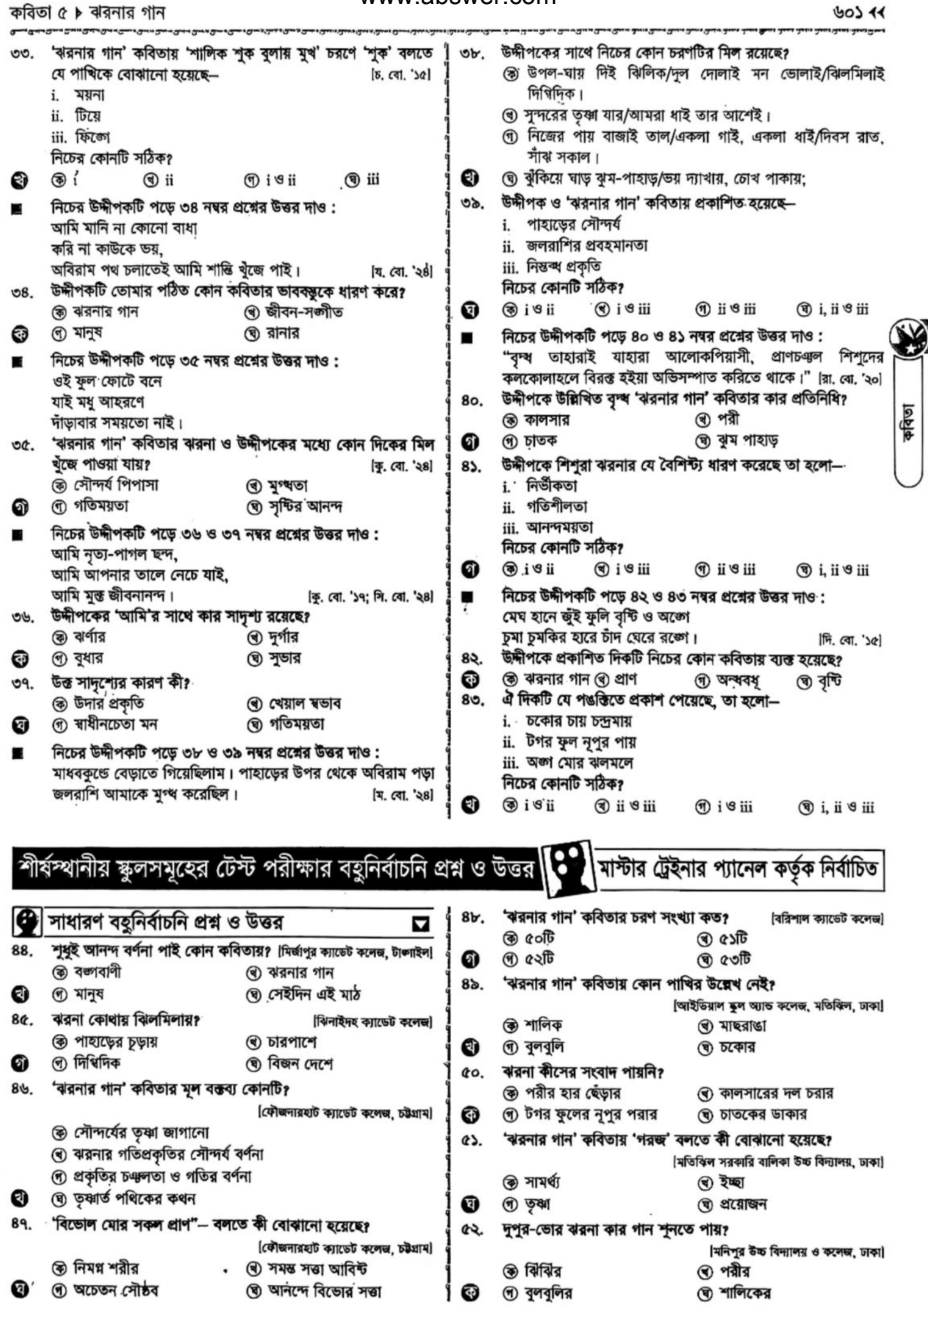 www.abswer.com
কবিতা ৫ ▶ ঝরনার গান
৬০১ ◀◀
৩৩. 'ঝরনার গান' কবিতায় 'শালিক শুক বুলায় মুখ' চরণে 'শুক' বলতে
যে পাখিকে বোঝানো হয়েছে— [চ. বো. '১৫]
i. ময়না
ii. টিয়ে
iii. ফিঙ্গে
নিচের কোনটি সঠিক?
খ ক i খ ii গ i ও ii ঘ iii
■ নিচের উদ্দীপকটি পড়ে ৩৪ নম্বর প্রশ্নের উত্তর দাও :
আমি মানি না কোনো বাধা
করি না কাউকে ভয়,
অবিরাম পথ চলাতেই আমি শান্তি খুঁজে পাই। [য. বো. '২৪]
৩৪. উদ্দীপকটি তোমার পঠিত কোন কবিতার ভাববস্তুকে ধারণ করে?
ক ঝরনার গান খ জীবন-সঙ্গীত
ক গ মানুষ ঘ রানার
■ নিচের উদ্দীপকটি পড়ে ৩৫ নম্বর প্রশ্নের উত্তর দাও :
ওই ফুল ফোটে বনে
যাই মধু আহরণে
দাঁড়াবার সময়তো নাই।
৩৫. 'ঝরনার গান' কবিতার ঝরনা ও উদ্দীপকের মধ্যে কোন দিকের মিল
খুঁজে পাওয়া যায়? [কু. বো. '২৪]
ক সৌন্দর্য পিপাসা খ মুগ্ধতা
গ গ গতিময়তা ঘ সৃষ্টির আনন্দ
■ নিচের উদ্দীপকটি পড়ে ৩৬ ও ৩৭ নম্বর প্রশ্নের উত্তর দাও :
আমি নৃত্য-পাগল ছন্দ,
আমি আপনার তালে নেচে যাই,
আমি মুক্ত জীবনানন্দ। [কু. বো. '১৭; সি. বো. '২৪]
৩৬. উদ্দীপকের 'আমি'র সাথে কার সাদৃশ্য রয়েছে?
ক ঝর্ণার খ দুর্গার
ক গ বুধার ঘ সুভার
৩৭. উক্ত সাদৃশ্যের কারণ কী?
ক উদার প্রকৃতি খ খেয়াল স্বভাব
ঘ গ স্বাধীনচেতা মন ঘ গতিময়তা
■ নিচের উদ্দীপকটি পড়ে ৩৮ ও ৩৯ নম্বর প্রশ্নের উত্তর দাও :
মাধবকুন্ডে বেড়াতে গিয়েছিলাম। পাহাড়ের উপর থেকে অবিরাম পড়া
জলরাশি আমাকে মুগ্ধ করেছিল। [ম. বো. '২৪]
৩৮. উদ্দীপকের সাথে নিচের কোন চরণটির মিল রয়েছে?
ক উপল-ঘায় দিই ঝিলিক/দুল দোলাই মন ভোলাই/ঝিলমিলাই
দিগ্বিদিক।
খ সুন্দরের তৃষ্ণা যার/আমরা ধাই তার আশেই।
গ নিজের পায় বাজাই তাল/একলা গাই, একলা ধাই/দিবস রাত,
সাঁঝ সকাল।
খ ঘ ঝুঁকিয়ে ঘাড় ঝুম-পাহাড়/ভয় দ্যাখায়, চোখ পাকায়;
৩৯. উদ্দীপক ও 'ঝরনার গান' কবিতায় প্রকাশিত হয়েছে—
i. পাহাড়ের সৌন্দর্য
ii. জলরাশির প্রবহমানতা
iii. নিস্তব্ধ প্রকৃতি
নিচের কোনটি সঠিক?
ঘ ক i ও ii খ i ও iii গ ii ও iii ঘ i, ii ও iii
■ নিচের উদ্দীপকটি পড়ে ৪০ ও ৪১ নম্বর প্রশ্নের উত্তর দাও :
"বৃদ্ধ তাহারাই যাহারা আলোকপিয়াসী, প্রাণচঞ্চল শিশুদের
কলকোলাহলে বিরক্ত হইয়া অভিসম্পাত করিতে থাকে।" [রা. বো. '২০]
৪০. উদ্দীপকে উল্লিখিত বৃদ্ধ 'ঝরনার গান' কবিতার কার প্রতিনিধি?
ক কালসার খ পরী
গ গ চাতক ঘ ঝুম পাহাড়
৪১. উদ্দীপকে শিশুরা ঝরনার যে বৈশিষ্ট্য ধারণ করেছে তা হলো—
i. নির্ভীকতা
ii. গতিশীলতা
iii. আনন্দময়তা
নিচের কোনটি সঠিক?
গ ক i ও ii খ i ও iii গ ii ও iii ঘ i, ii ও iii
■ নিচের উদ্দীপকটি পড়ে ৪২ ও ৪৩ নম্বর প্রশ্নের উত্তর দাও :
মেঘ হানে জুঁই ফুলি বৃষ্টি ও অঙ্গে
চুমা চুমকির হারে চাঁদ ঘেরে রঙ্গে। [দি. বো. '১৫]
৪২. উদ্দীপকে প্রকাশিত দিকটি নিচের কোন কবিতায় ব্যক্ত হয়েছে?
ক ক ঝরনার গান খ প্রাণ গ অন্ধবধূ ঘ বৃষ্টি
৪৩. ঐ দিকটি যে পঙক্তিতে প্রকাশ পেয়েছে, তা হলো—
i. চকোর চায় চন্দ্রমায়
ii. টগর ফুল নূপুর পায়
iii. অঙ্গ মোর ঝলমলে
নিচের কোনটি সঠিক?
খ ক i ও ii খ ii ও iii গ i ও iii ঘ i, ii ও iii
কবিতা
শীর্ষস্থানীয় স্কুলসমূহের টেস্ট পরীক্ষার বহুনির্বাচনি প্রশ্ন ও উত্তর
মাস্টার ট্রেইনার প্যানেল কর্তৃক নির্বাচিত
সাধারণ বহুনির্বাচনি প্রশ্ন ও উত্তর
৪৪. শুধুই আনন্দ বর্ণনা পাই কোন কবিতায়? [মির্জাপুর ক্যাডেট কলেজ, টাঙ্গাইল]
ক বঙ্গবাণী খ ঝরনার গান
খ গ মানুষ ঘ সেইদিন এই মাঠ
৪৫. ঝরনা কোথায় ঝিলমিলায়? [ঝিনাইদহ ক্যাডেট কলেজ]
ক পাহাড়ের চূড়ায় খ চারপাশে
গ গ দিগ্বিদিক ঘ বিজন দেশে
৪৬. 'ঝরনার গান' কবিতার মূল বক্তব্য কোনটি?
[ফৌজদারহাট ক্যাডেট কলেজ, চট্টগ্রাম]
ক সৌন্দর্যের তৃষ্ণা জাগানো
খ ঝরনার গতিপ্রকৃতির সৌন্দর্য বর্ণনা
গ প্রকৃতির চঞ্চলতা ও গতির বর্ণনা
খ ঘ তৃষ্ণার্ত পথিকের কথন
৪৭. 'বিভোল মোর সকল প্রাণ"— বলতে কী বোঝানো হয়েছে?
[ফৌজদারহাট ক্যাডেট কলেজ, চট্টগ্রাম]
ক নিমগ্ন শরীর খ সমস্ত সত্তা আবিষ্ট
ঘ গ অচেতন সৌষ্ঠব ঘ আনন্দে বিভোর সত্তা
৪৮. 'ঝরনার গান' কবিতার চরণ সংখ্যা কত? [বরিশাল ক্যাডেট কলেজ]
ক ৫০টি খ ৫১টি
গ গ ৫২টি ঘ ৫৩টি
৪৯. 'ঝরনার গান' কবিতায় কোন পাখির উল্লেখ নেই?
[আইডিয়াল স্কুল অ্যান্ড কলেজ, মতিঝিল, ঢাকা]
ক শালিক খ মাছরাঙা
খ গ বুলবুলি ঘ চকোর
৫০. ঝরনা কীসের সংবাদ পায়নি?
ক পরীর হার ছেঁড়ার খ কালসারের দল চরার
ক গ টগর ফুলের নূপুর পরার ঘ চাতকের ডাকার
৫১. 'ঝরনার গান' কবিতায় 'গরজ' বলতে কী বোঝানো হয়েছে?
[মতিঝিল সরকারি বালিকা উচ্চ বিদ্যালয়, ঢাকা]
ক সামর্থ্য খ ইচ্ছা
ঘ গ তৃষ্ণা ঘ প্রয়োজন
৫২. দুপুর-ভোর ঝরনা কার গান শুনতে পায়?
[মনিপুর উচ্চ বিদ্যালয় ও কলেজ, ঢাকা]
ক ঝিঁঝির খ পরীর
ক গ বুলবুলির ঘ শালিকের